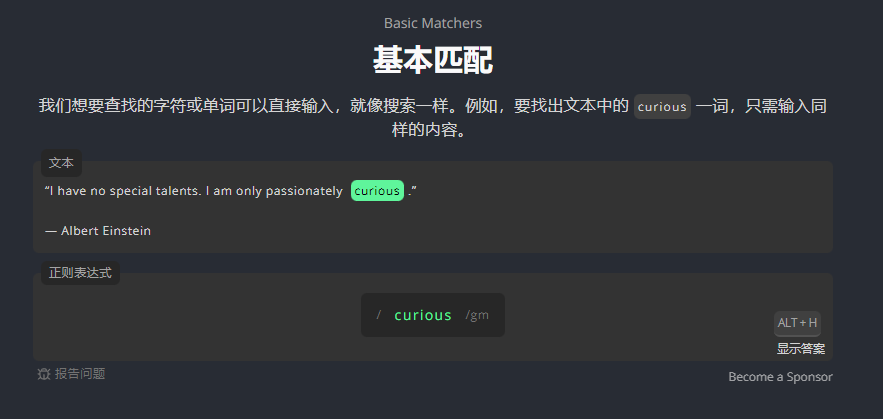 Basic Matchers
基本匹配
我们想要查找的字符或单词可以直接输入，就像搜索一样。例如，要找出文本中的 curious 一词，只需输入同
样的内容。
文本
“I have no special talents. I am only passionately curious .”
— Albert Einstein
正则表达式
/ curious /gm
ALT + H
显示答案
报告问题
Become a Sponsor